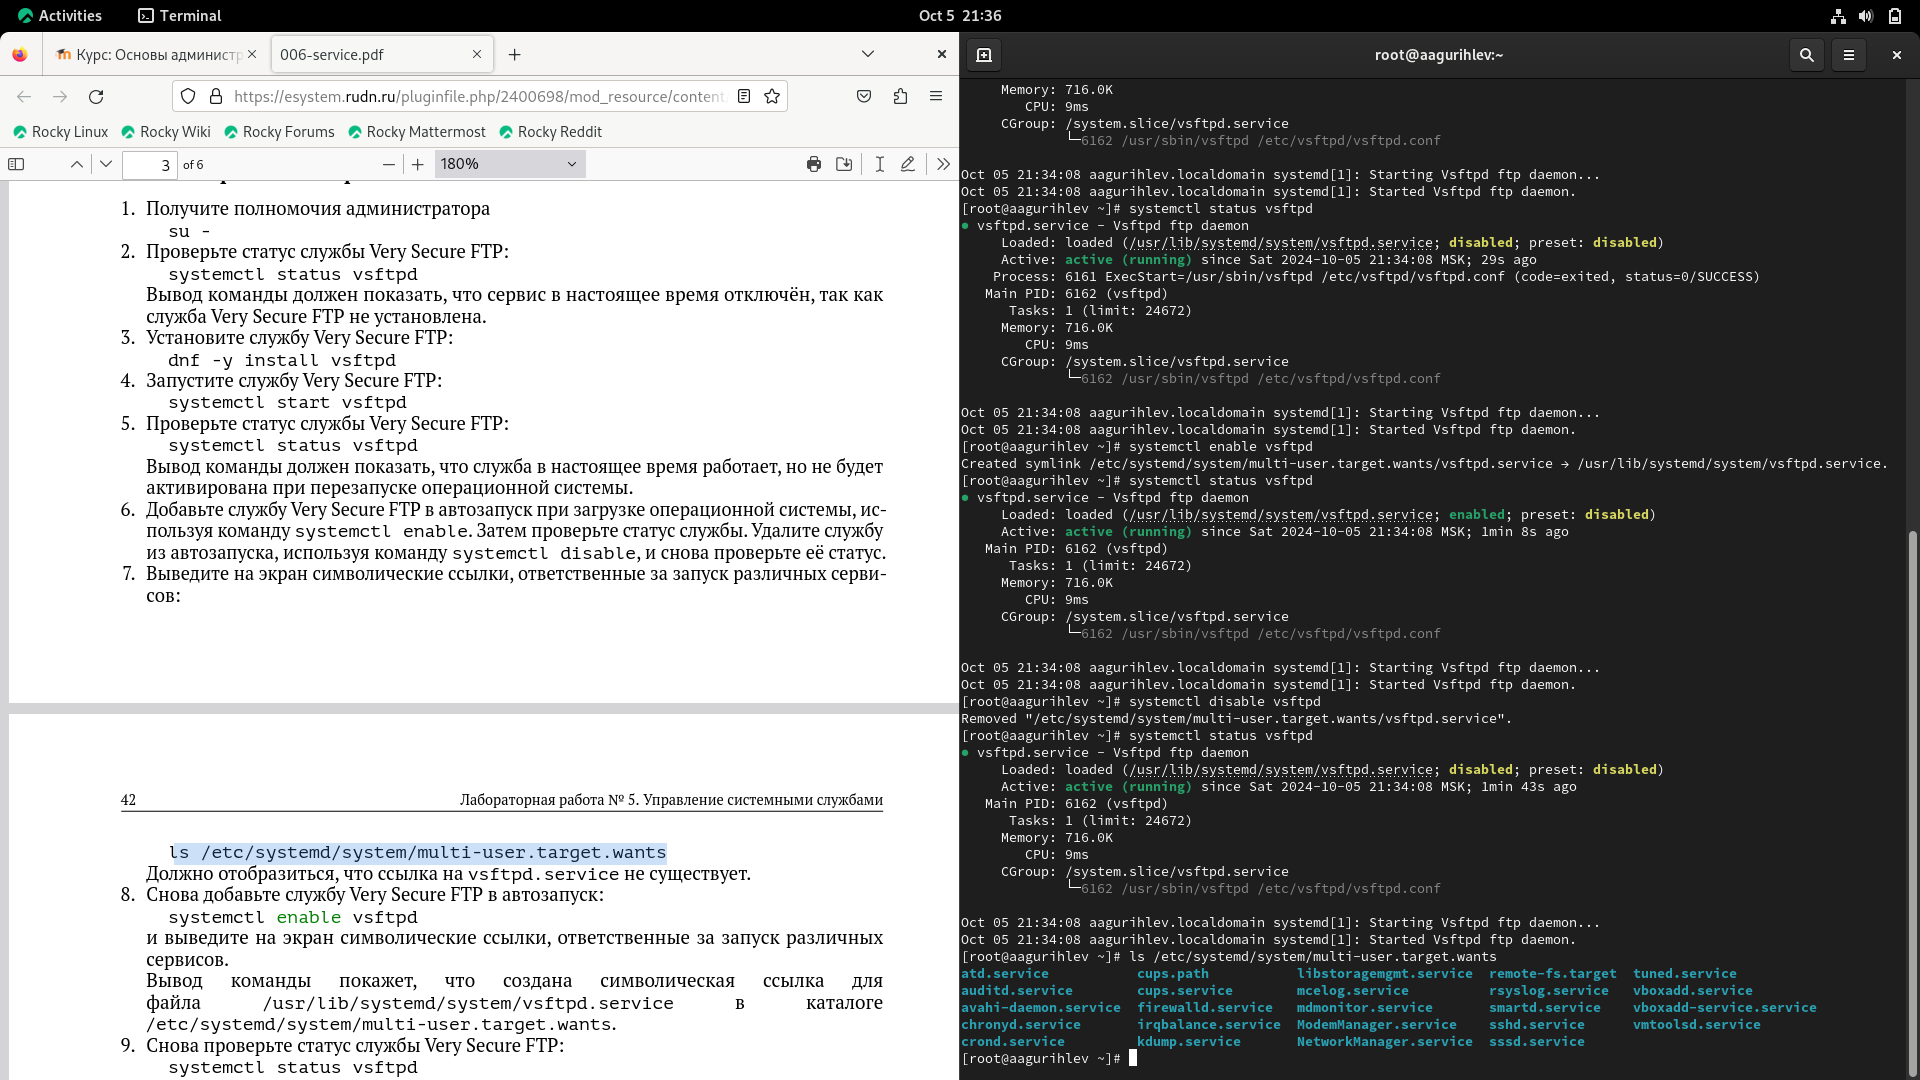 Activities
Terminal
Oct 5 21:36
Курс: Основы администр
006-service.pdf
https://esystem.rudn.ru/pluginfile.php/2400698/mod_resource/content
Rocky Linux
Rocky Wiki
Rocky Forums
Rocky Mattermost
Rocky Reddit
3
of 6
180%
1. Получите полномочия администратора
su -
2. Проверьте статус службы Very Secure FTP:
systemctl status vsftpd
Вывод команды должен показать, что сервис в настоящее время отключён, так как
служба Very Secure FTP не установлена.
3. Установите службу Very Secure FTP:
dnf -y install vsftpd
4. Запустите службу Very Secure FTP:
systemctl start vsftpd
5. Проверьте статус службы Very Secure FTP:
systemctl status vsftpd
Вывод команды должен показать, что служба в настоящее время работает, но не будет
активирована при перезапуске операционной системы.
6. Добавьте службу Very Secure FTP в автозапуск при загрузке операционной системы, ис-
пользуя команду systemctl enable. Затем проверьте статус службы. Удалите службу
из автозапуска, используя команду systemctl disable, и снова проверьте её статус.
7. Выведите на экран символические ссылки, ответственные за запуск различных серви-
сов:
42
Лабораторная работа № 5. Управление системными службами
ls /etc/systemd/system/multi-user.target.wants
Должно отобразиться, что ссылка на vsftpd.service не существует.
8. Снова добавьте службу Very Secure FTP в автозапуск:
systemctl enable vsftpd
и выведите на экран символические ссылки, ответственные за запуск различных
сервисов.
Вывод команды покажет, что создана символическая ссылка для
файла /usr/lib/systemd/system/vsftpd.service в каталоге
/etc/systemd/system/multi-user.target.wants.
9. Снова проверьте статус службы Very Secure FTP:
systemctl status vsftpd
root@aagurihlev:~
Memory: 716.0K
CPU: 9ms
CGroup: /system.slice/vsftpd.service
└─6162 /usr/sbin/vsftpd /etc/vsftpd/vsftpd.conf
Oct 05 21:34:08 aagurihlev.localdomain systemd[1]: Starting Vsftpd ftp daemon...
Oct 05 21:34:08 aagurihlev.localdomain systemd[1]: Started Vsftpd ftp daemon.
[root@aagurihlev ~]# systemctl status vsftpd
● vsftpd.service - Vsftpd ftp daemon
Loaded: loaded (/usr/lib/systemd/system/vsftpd.service; disabled; preset: disabled)
Active: active (running) since Sat 2024-10-05 21:34:08 MSK; 29s ago
Process: 6161 ExecStart=/usr/sbin/vsftpd /etc/vsftpd/vsftpd.conf (code=exited, status=0/SUCCESS)
Main PID: 6162 (vsftpd)
Tasks: 1 (limit: 24672)
Memory: 716.0K
CPU: 9ms
CGroup: /system.slice/vsftpd.service
└─6162 /usr/sbin/vsftpd /etc/vsftpd/vsftpd.conf
Oct 05 21:34:08 aagurihlev.localdomain systemd[1]: Starting Vsftpd ftp daemon...
Oct 05 21:34:08 aagurihlev.localdomain systemd[1]: Started Vsftpd ftp daemon.
[root@aagurihlev ~]# systemctl enable vsftpd
Created symlink /etc/systemd/system/multi-user.target.wants/vsftpd.service → /usr/lib/systemd/system/vsftpd.service.
[root@aagurihlev ~]# systemctl status vsftpd
● vsftpd.service - Vsftpd ftp daemon
Loaded: loaded (/usr/lib/systemd/system/vsftpd.service; enabled; preset: disabled)
Active: active (running) since Sat 2024-10-05 21:34:08 MSK; 1min 8s ago
Main PID: 6162 (vsftpd)
Tasks: 1 (limit: 24672)
Memory: 716.0K
CPU: 9ms
CGroup: /system.slice/vsftpd.service
└─6162 /usr/sbin/vsftpd /etc/vsftpd/vsftpd.conf
Oct 05 21:34:08 aagurihlev.localdomain systemd[1]: Starting Vsftpd ftp daemon...
Oct 05 21:34:08 aagurihlev.localdomain systemd[1]: Started Vsftpd ftp daemon.
[root@aagurihlev ~]# systemctl disable vsftpd
Removed "/etc/systemd/system/multi-user.target.wants/vsftpd.service".
[root@aagurihlev ~]# systemctl status vsftpd
● vsftpd.service - Vsftpd ftp daemon
Loaded: loaded (/usr/lib/systemd/system/vsftpd.service; disabled; preset: disabled)
Active: active (running) since Sat 2024-10-05 21:34:08 MSK; 1min 43s ago
Main PID: 6162 (vsftpd)
Tasks: 1 (limit: 24672)
Memory: 716.0K
CPU: 9ms
CGroup: /system.slice/vsftpd.service
└─6162 /usr/sbin/vsftpd /etc/vsftpd/vsftpd.conf
Oct 05 21:34:08 aagurihlev.localdomain systemd[1]: Starting Vsftpd ftp daemon...
Oct 05 21:34:08 aagurihlev.localdomain systemd[1]: Started Vsftpd ftp daemon.
[root@aagurihlev ~]# ls /etc/systemd/system/multi-user.target.wants
atd.service cups.path libstoragemgmt.service remote-fs.target tuned.service
auditd.service cups.service mcelog.service rsyslog.service vboxadd.service
avahi-daemon.service firewalld.service mdmonitor.service smartd.service vboxadd-service.service
chronyd.service irqbalance.service ModemManager.service sshd.service vmtoolsd.service
crond.service kdump.service NetworkManager.service sssd.service
[root@aagurihlev ~]#